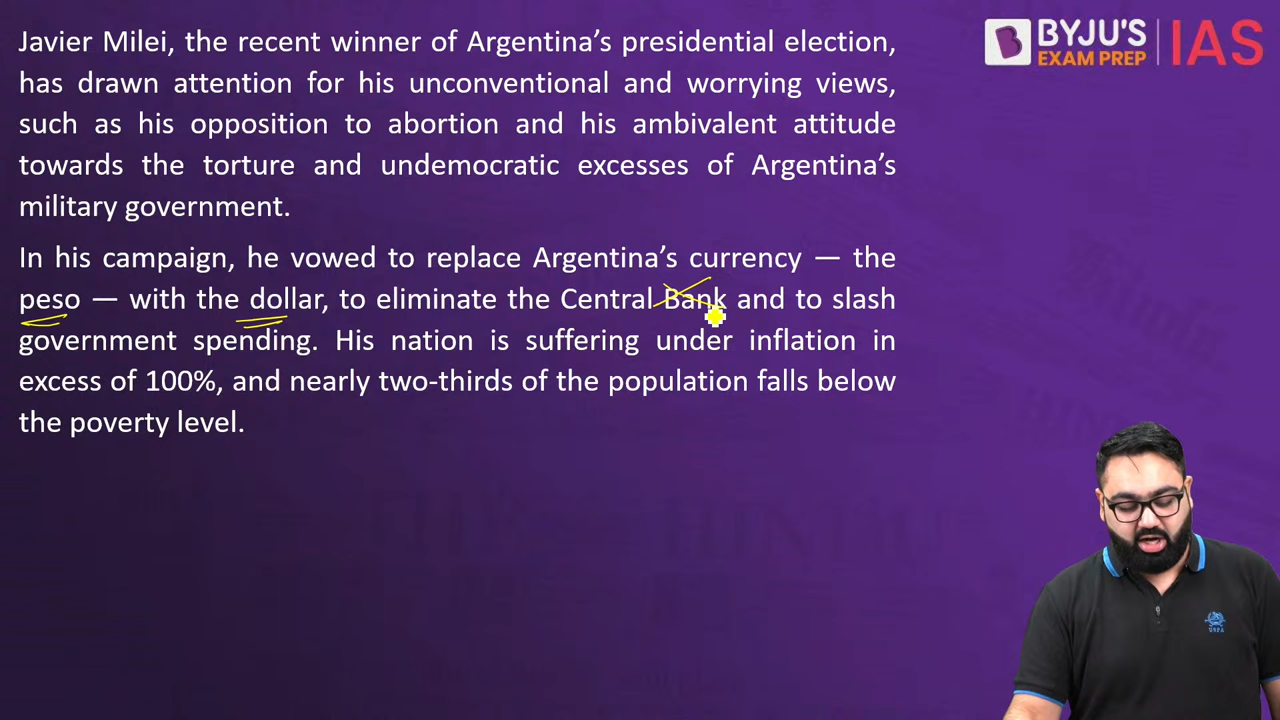 Javier Milei, the recent winner of Argentina’s presidential election,
has drawn attention for his unconventional and worrying views,
such as his opposition to abortion and his ambivalent attitude
towards the torture and undemocratic excesses of Argentina’s
military government.
In his campaign, he vowed to replace Argentina’s currency — the
peso — with the dollar, to eliminate the Central Bank and to slash
government spending. His nation is suffering under inflation in
excess of 100%, and nearly two-thirds of the population falls below
the poverty level.
BYJU'S
EXAM PREP
IAS
USPA